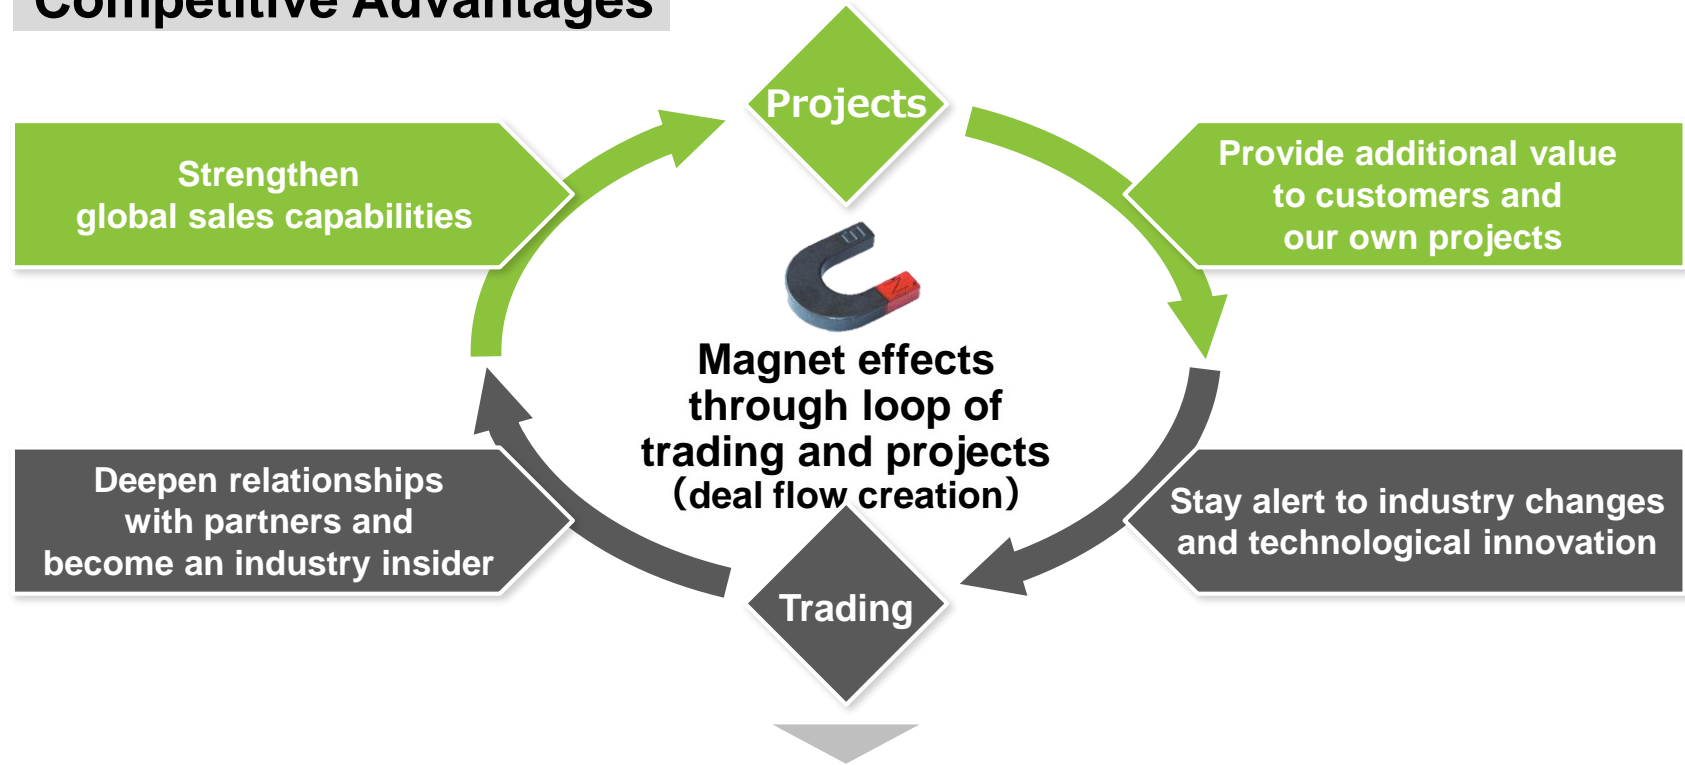 Competitive Advantages
Projects
Strengthen
global sales capabilities
Provide additional value
to customers and
our own projects
Magnet effects
through loop of
trading and projects
（deal flow creation）
Deepen relationships
with partners and
become an industry insider
Stay alert to industry changes
and technological innovation
Trading